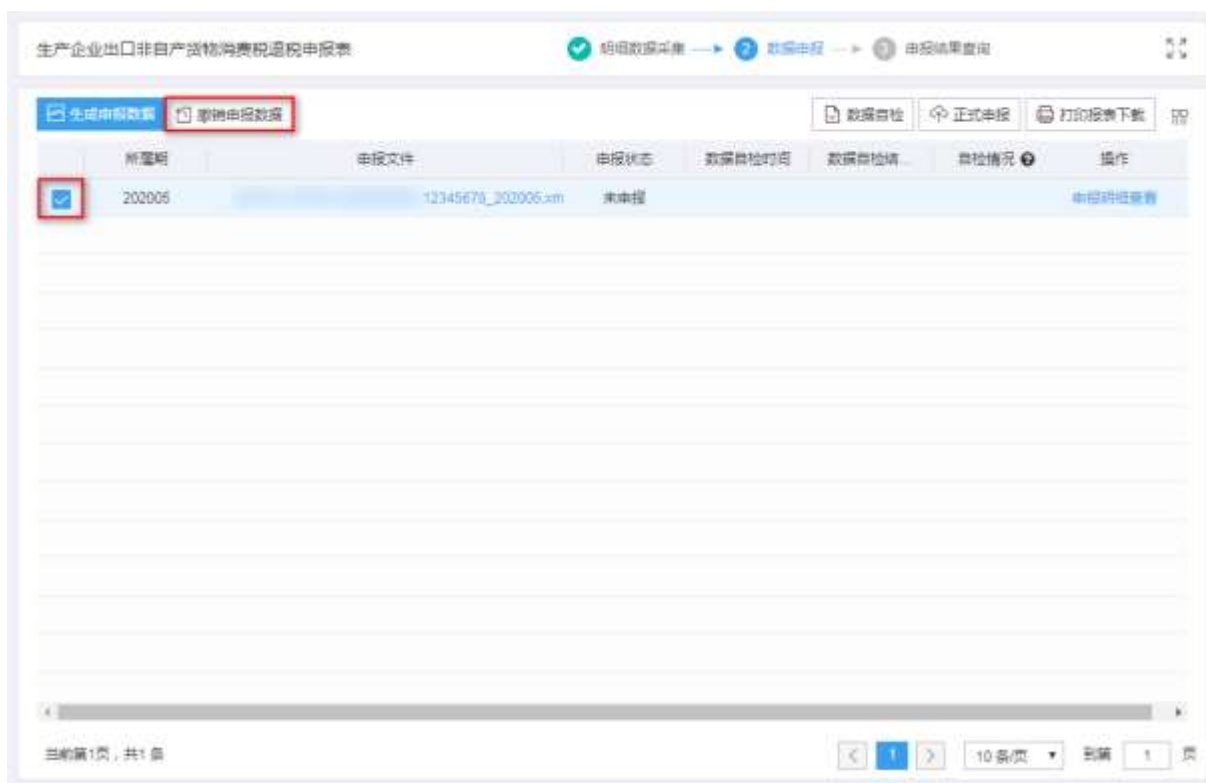 生产企业出口非自产货物消费税退税申报表 明细数据采集 2 数据申报 3 申报结果查询
生成申报数据 撤销申报数据 数据自检 正式申报 打印报表下载
所属期 申报文件 申报状态 数据自检时间 数据自检结... 自检情况 操作
202005 12345678_202005.xm 未申报 申报明细查看
当前第1页,共1条 1 10条/页 到第 1 页